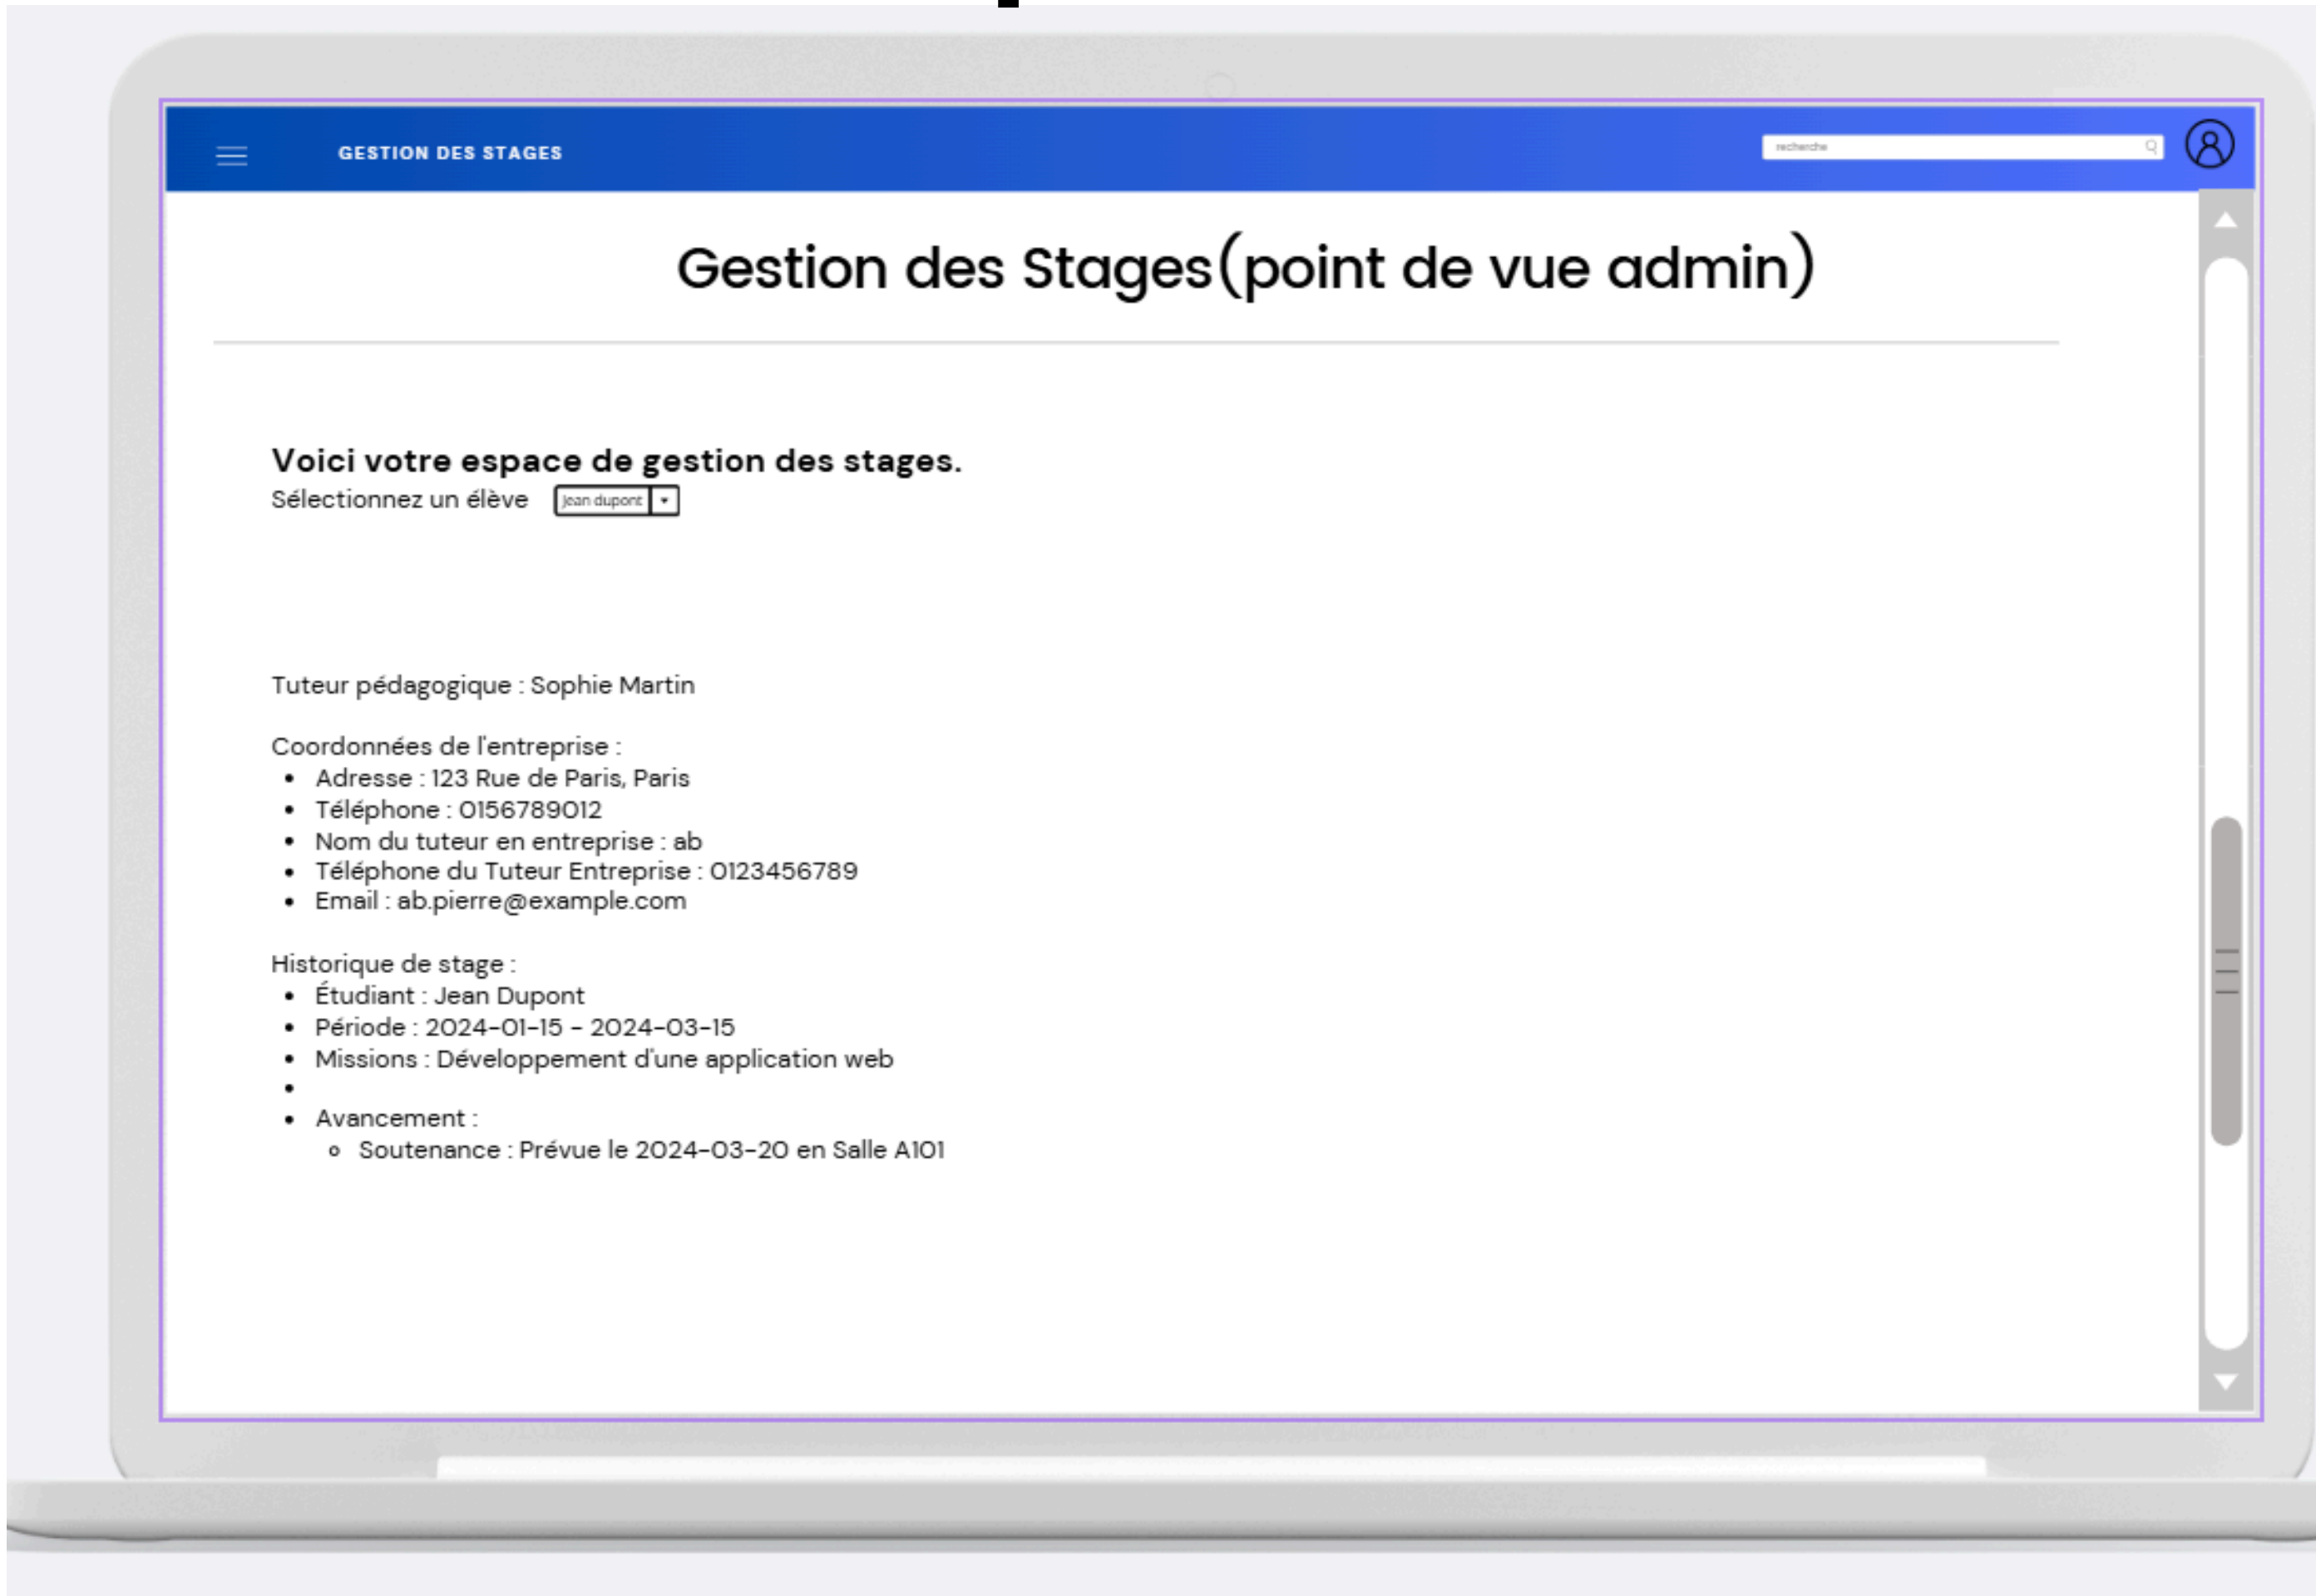 GESTION DES STAGES
recherche
Gestion des Stages(point de vue admin)
Voici votre espace de gestion des stages.
Sélectionnez un élève
Jean dupont
Tuteur pédagogique : Sophie Martin
Coordonnées de l'entreprise :
• Adresse : 123 Rue de Paris, Paris
• Téléphone : 0156789012
• Nom du tuteur en entreprise : ab
• Téléphone du Tuteur Entreprise : 0123456789
• Email : ab.pierre@example.com
Historique de stage :
• Étudiant : Jean Dupont
• Période : 2024-01-15 - 2024-03-15
• Missions : Développement d'une application web
•
• Avancement :
◦ Soutenance : Prévue le 2024-03-20 en Salle A101